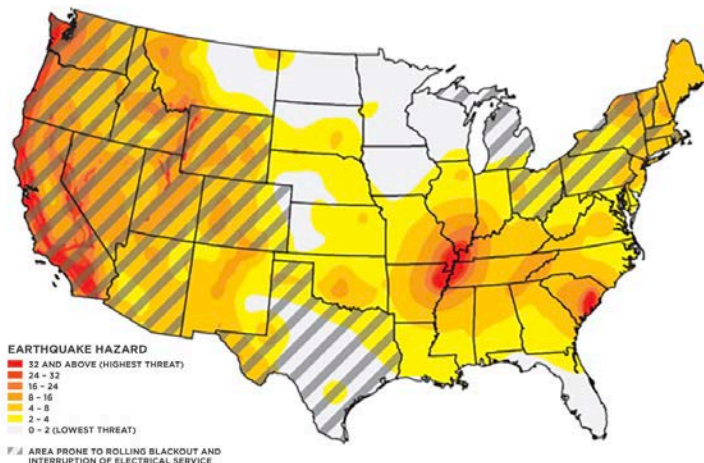 EARTHQUAKE HAZARD
32 AND ABOVE (HIGHEST THREAT)
24 – 32
16 – 24
8 – 16
4 – 8
2 – 4
0 – 2 (LOWEST THREAT)
AREA PRONE TO ROLLING BLACKOUT AND
INTERRUPTION OF ELECTRICAL SERVICE